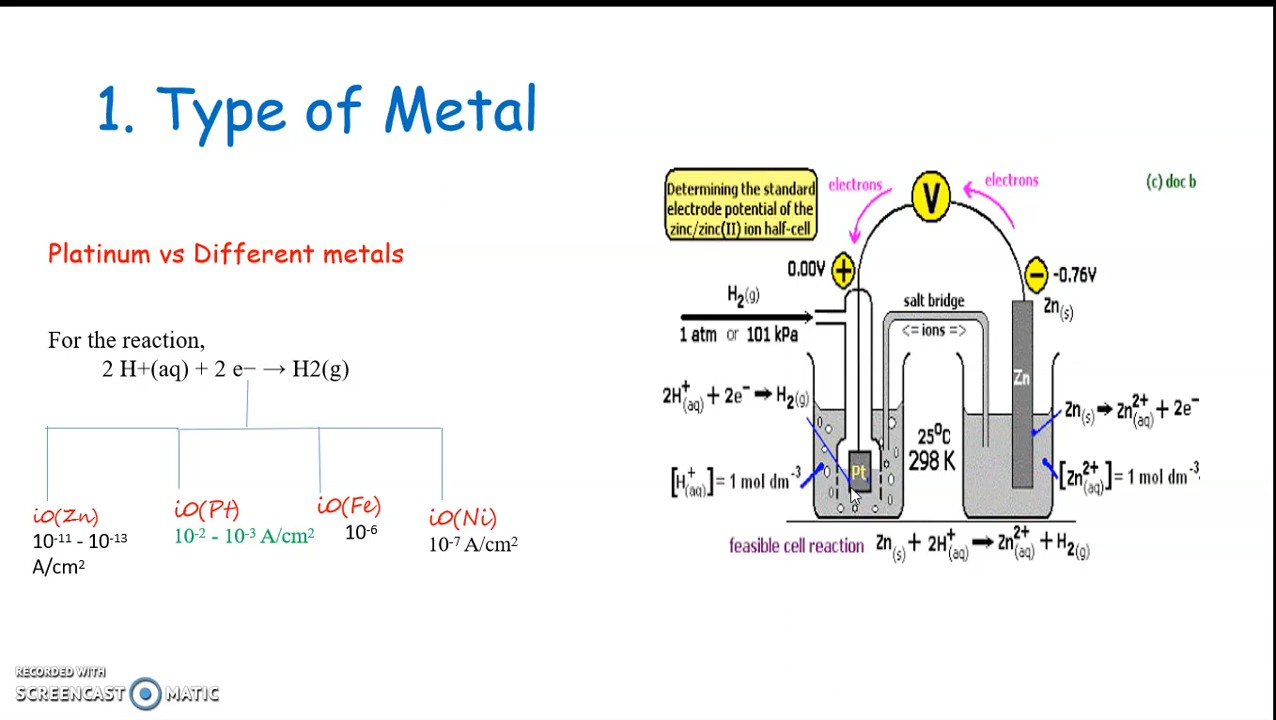 1. Type of Metal
Platinum vs Different metals
For the reaction,
2 H+(aq) + 2 e− → H2(g)
iO(Zn)
10-11 - 10-13
A/cm2
iO(Pt)
10-2 - 10-3 A/cm2
iO(Fe)
10-6
iO(Ni)
10-7 A/cm2
Determining the standard
electrode potential of the
zinc/zinc(II) ion half-cell
electrons
V
electrons
(c) doc b
0.00V
+
−
-0.76V
H2(g)
1 atm or 101 kPa
salt bridge
<= ions =>
Zn(s)
Zn
2H+(aq) + 2e- → H2(g)
Zn(s) → Zn2+(aq) + 2e-
25oC
298 K
Pt
[H+(aq)] = 1 mol dm-3
[Zn2+(aq)] = 1 mol dm-3
feasible cell reaction Zn(s) + 2H+(aq) → Zn2+(aq) + H2(g)
RECORDED WITH
SCREENCAST MATIC